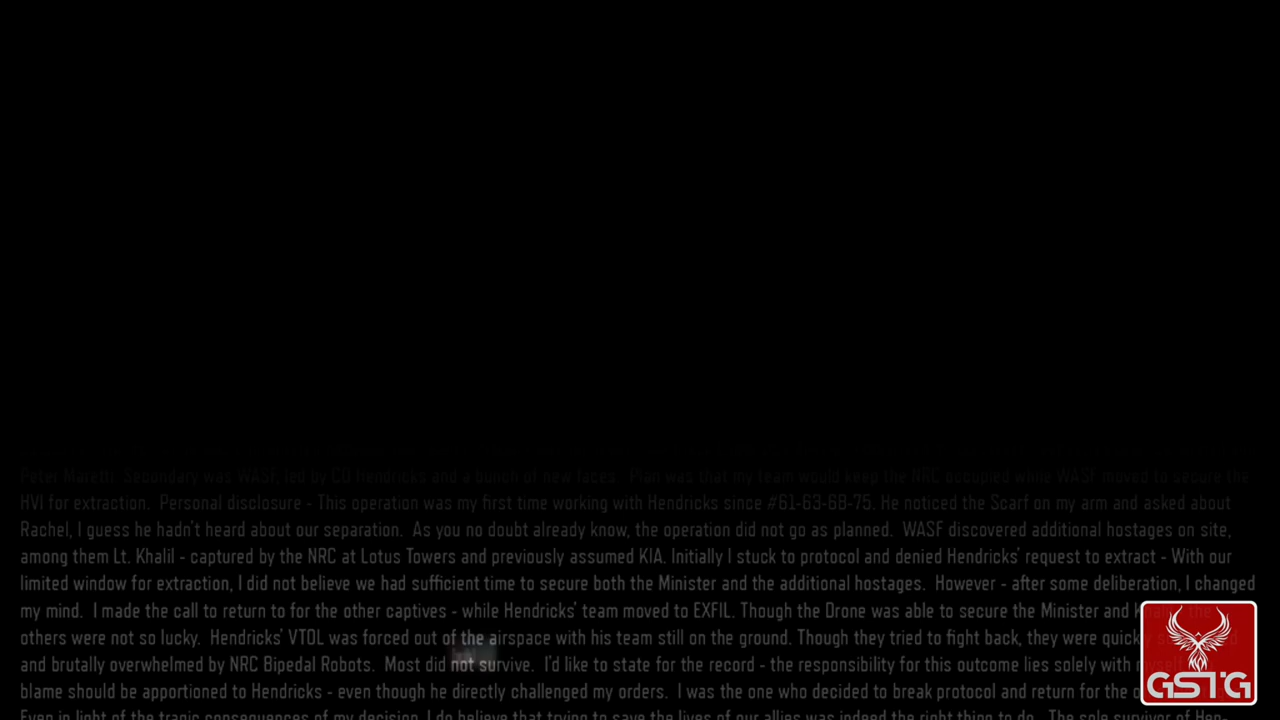 Peter Maretti. Secondary was WASF, led by CO Hendricks and a bunch of new faces. Plan was that my team would keep the NRC occupied while WASF moved to secure the
HVI for extraction. Personal disclosure - This operation was my first time working with Hendricks since #61-63-6B-75. He noticed the Scarf on my arm and asked about
Rachel, I guess he hadn't heard about our separation. As you no doubt already know, the operation did not go as planned. WASF discovered additional hostages on site,
among them Lt. Khalil - captured by the NRC at Lotus Towers and previously assumed KIA. Initially I stuck to protocol and denied Hendricks' request to extract - With our
limited window for extraction, I did not believe we had sufficient time to secure both the Minister and the additional hostages. However - after some deliberation, I changed
my mind. I made the call to return to for the other captives - while Hendricks' team moved to EXFIL. Though the Drone was able to secure the Minister and
others were not so lucky. Hendricks' VTOL was forced out of the airspace with his team still on the ground. Though they tried to fight back, they were
and brutally overwhelmed by NRC Bipedal Robots. Most did not survive. I'd like to state for the record - the responsibility for this outcome lies solely with
blame should be apportioned to Hendricks - even though he directly challenged my orders. I was the one who decided to break protocol and return for the
Even in light of the tragic consequences of my decision, I do believe that trying to save the lives of our allies was indeed the right thing to do. The sole survivor of Hen-
GSTG